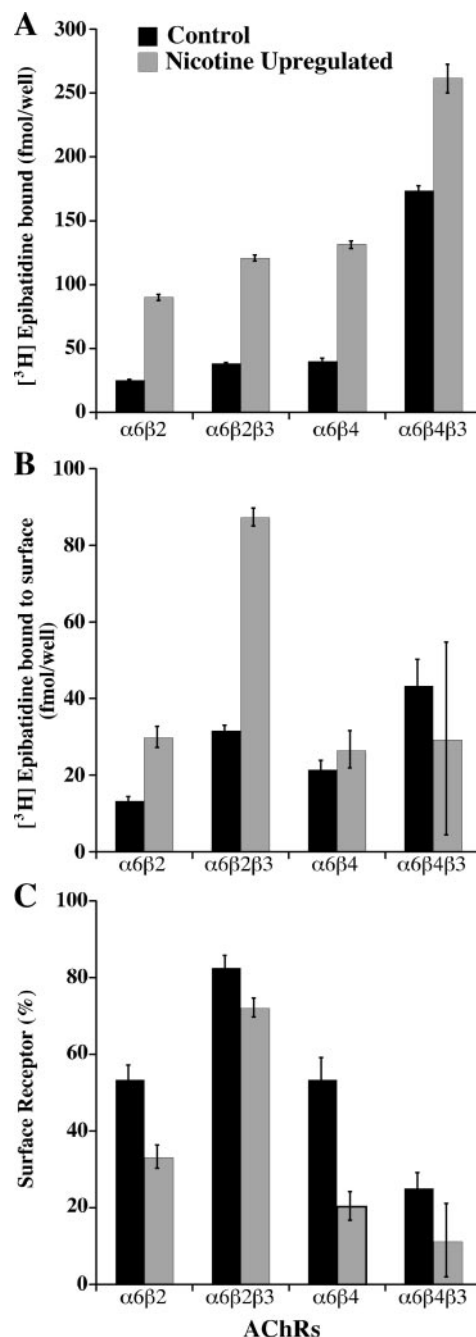 A
Control
Nicotine Upregulated
[³H] Epibatidine bound (fmol/well)
300
250
200
150
100
50
0
α6β2 α6β2β3 α6β4 α6β4β3
B
[³H] Epibatidine bound to surface
(fmol/well)
100
80
60
40
20
0
α6β2 α6β2β3 α6β4 α6β4β3
C
Surface Receptor (%)
100
80
60
40
20
0
α6β2 α6β2β3 α6β4 α6β4β3
AChRs